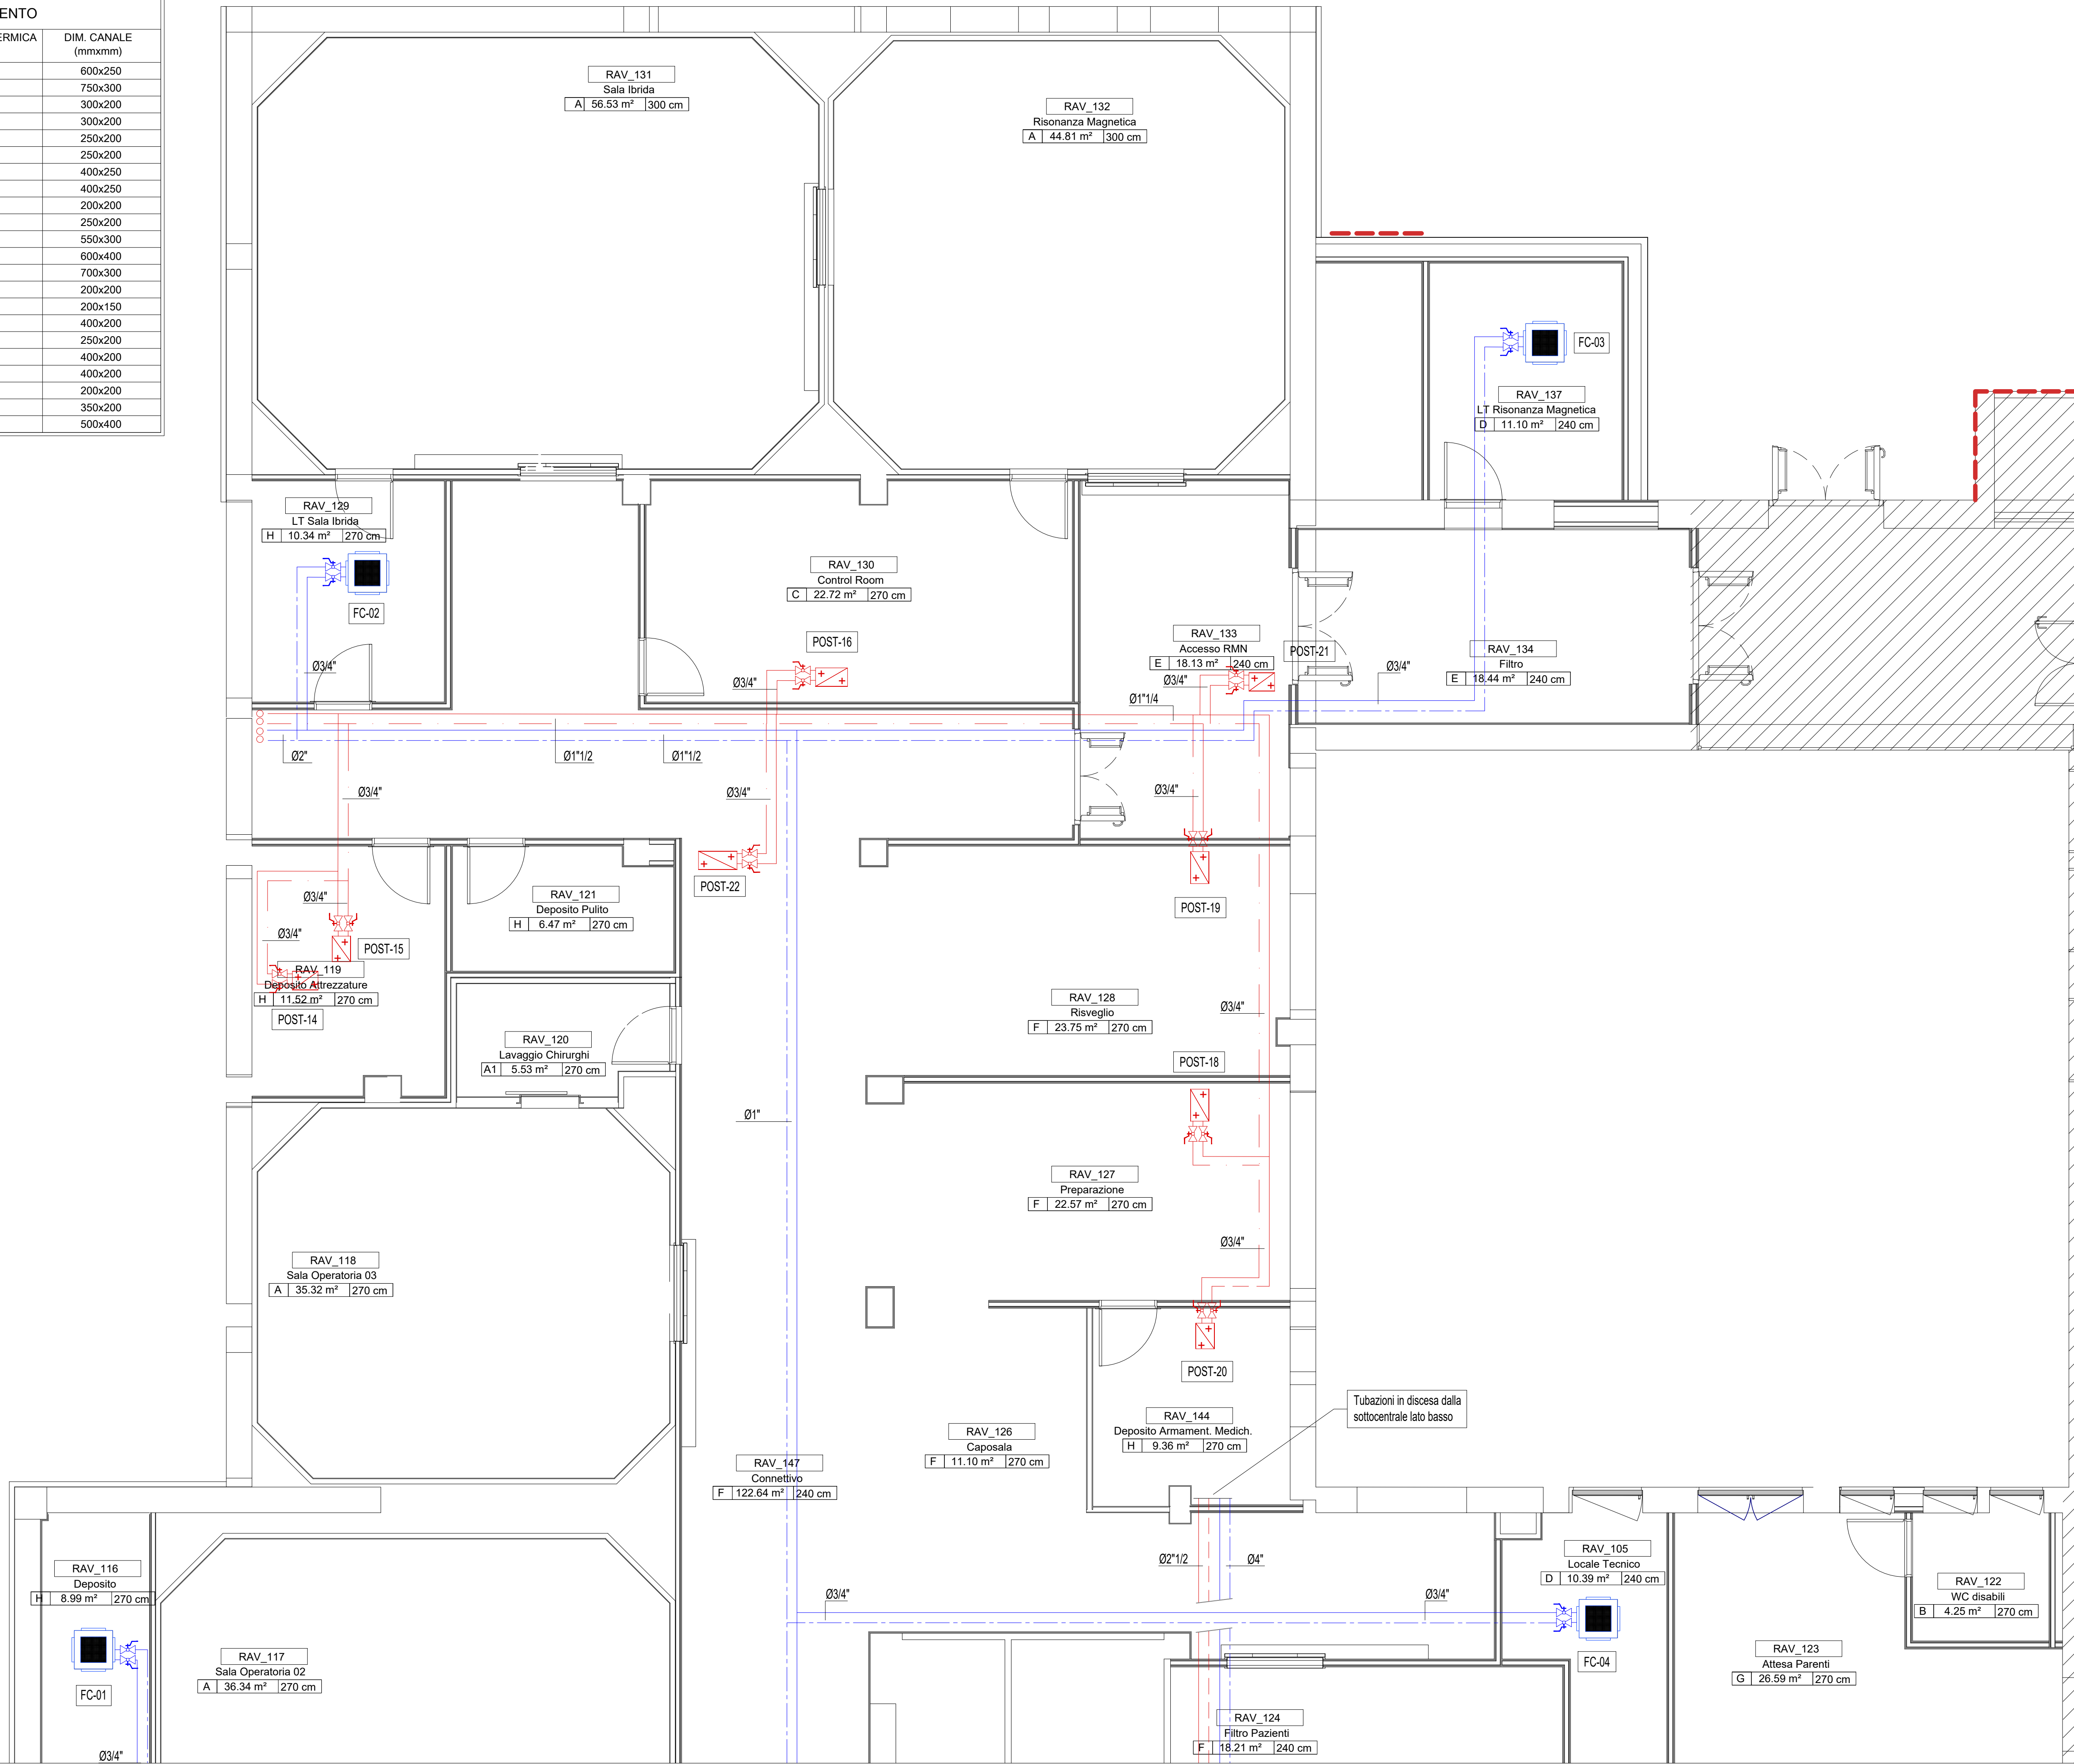 ENTO
ERMICA
DIM. CANALE
(mmxmm)
600x250
750x300
300x200
300x200
250x200
250x200
400x250
400x250
200x200
250x200
550x300
600x400
700x300
200x200
200x150
400x200
250x200
400x200
400x200
200x200
350x200
500x400
RAV_131
Sala Ibrida
A 56.53 m² 300 cm
RAV_132
Risonanza Magnetica
A 44.81 m² 300 cm
FC-03
RAV_137
LT Risonanza Magnetica
D 11.10 m² 240 cm
RAV_129
LT Sala Ibrida
H 10.34 m² 270 cm
FC-02
Ø3/4"
RAV_130
Control Room
C 22.72 m² 270 cm
POST-16
Ø3/4"
RAV_133
Accesso RMN
E 18.13 m² 240 cm
Ø3/4"
Ø1"1/4
POST-21
RAV_134
Filtro
E 18.44 m² 240 cm
Ø3/4"
Ø2"
Ø1"1/2
Ø1"1/2
Ø3/4"
Ø3/4"
Ø3/4"
POST-22
POST-19
RAV_121
Deposito Pulito
H 6.47 m² 270 cm
Ø3/4"
Ø3/4"
POST-15
RAV_119
Deposito Attrezzature
H 11.52 m² 270 cm
POST-14
RAV_128
Risveglio
F 23.75 m² 270 cm
Ø3/4"
RAV_120
Lavaggio Chirurghi
A1 5.53 m² 270 cm
POST-18
Ø1"
RAV_127
Preparazione
F 22.57 m² 270 cm
Ø3/4"
RAV_118
Sala Operatoria 03
A 35.32 m² 270 cm
POST-20
Tubazioni in discesa dalla
sottocentrale lato basso
RAV_144
Deposito Armament. Medich.
H 9.36 m² 270 cm
RAV_126
Caposala
F 11.10 m² 270 cm
RAV_147
Connettivo
F 122.64 m² 240 cm
Ø2"1/2
Ø4"
RAV_105
Locale Tecnico
D 10.39 m² 240 cm
RAV_116
Deposito
H 8.99 m² 270 cm
RAV_122
WC disabili
B 4.25 m² 270 cm
Ø3/4"
Ø3/4"
RAV_117
Sala Operatoria 02
A 36.34 m² 270 cm
FC-01
FC-04
RAV_123
Attesa Parenti
G 26.59 m² 270 cm
RAV_124
Filtro Pazienti
F 18.21 m² 240 cm
Ø3/4"